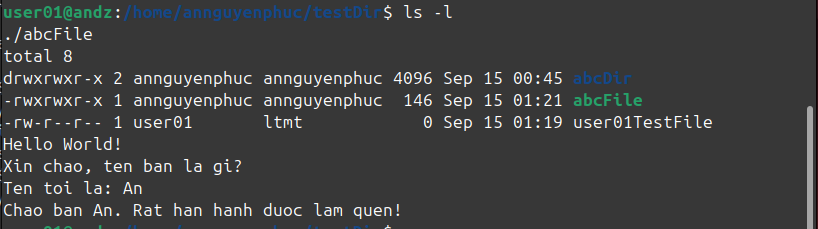 user01@andz:/home/annguyenphuc/testDir$ ls -l
./abcFile
total 8
drwxrwxr-x 2 annguyenphuc annguyenphuc 4096 Sep 15 00:45 abcDir
-rwxrwxr-x 1 annguyenphuc annguyenphuc  146 Sep 15 01:21 abcFile
-rw-r--r-- 1 user01       ltmt            0 Sep 15 01:19 user01TestFile
Hello World!
Xin chao, ten ban la gi?
Ten toi la: An
Chao ban An. Rat han hanh duoc lam quen!